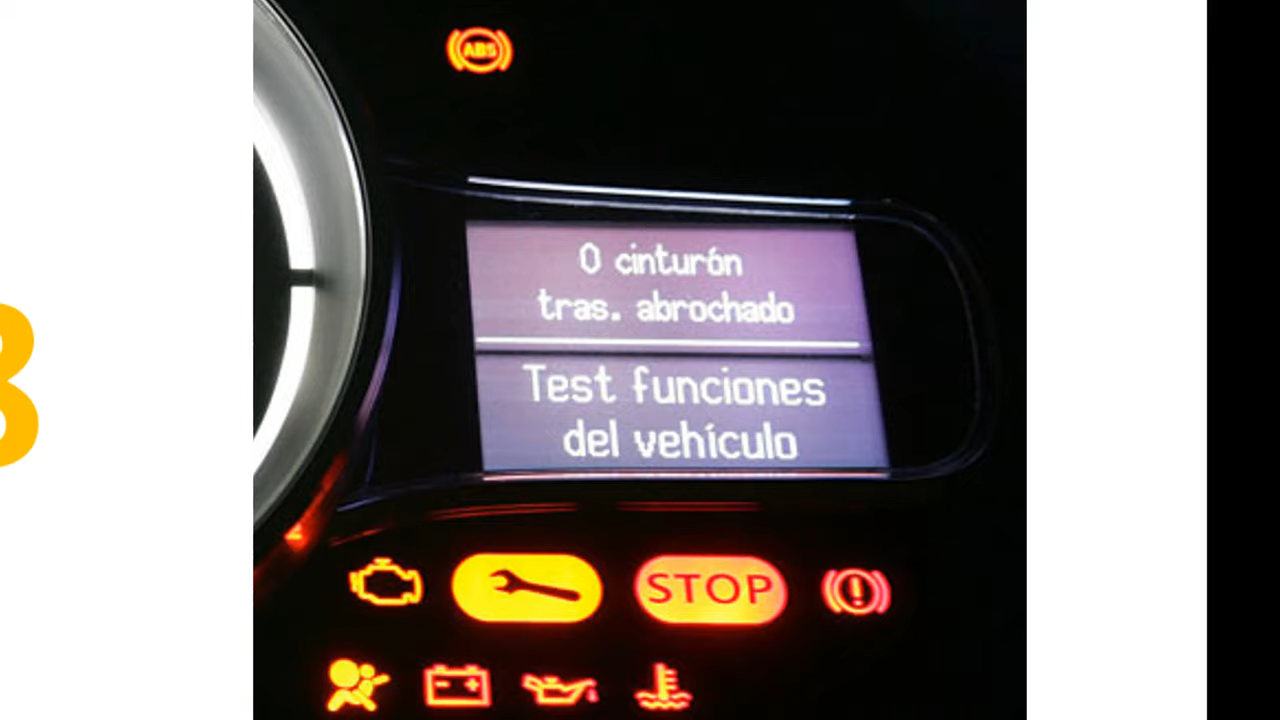 ABS
0 cinturón
tras. abrochado
Test funciones
del vehículo
STOP